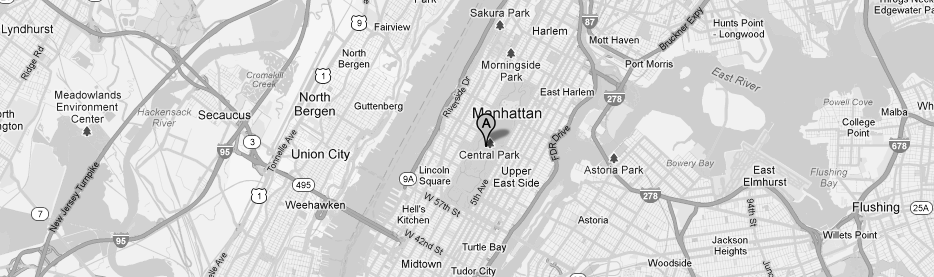 Lyndhurst
Ridge Rd
Meadowlands
Environment
Center
Hackensack
River
Secaucus
Cromakill
Creek
New Jersey Turnpike
7
95
95
3
1
1
9
Fairview
Park
North
Bergen
North
Bergen
Guttenberg
Tonnelle Ave
Union City
495
Weehawken
Sakura Park
Harlem
Morningside
Park
Riverside Dr
East Harlem
Manhattan
A
Central Park
Lincoln
Square
9A
Upper
East Side
5th Ave
W 57th St
Hell's
Kitchen
W 42nd St
Midtown
Turtle Bay
Tudor City
FDR Drive
87
Mott Haven
Bruckner Expy
Port Morris
278
Hunts Point
- Longwood
East River
Throgs Neck
Edgewater Park
Powell Cove
Malba
College
Point
678
Astoria Park
Bowery Bay
East
Elmhurst
Flushing
Bay
278
Astoria
94th St
Flushing
25A
Willets Point
Jackson
Heights
Woodside